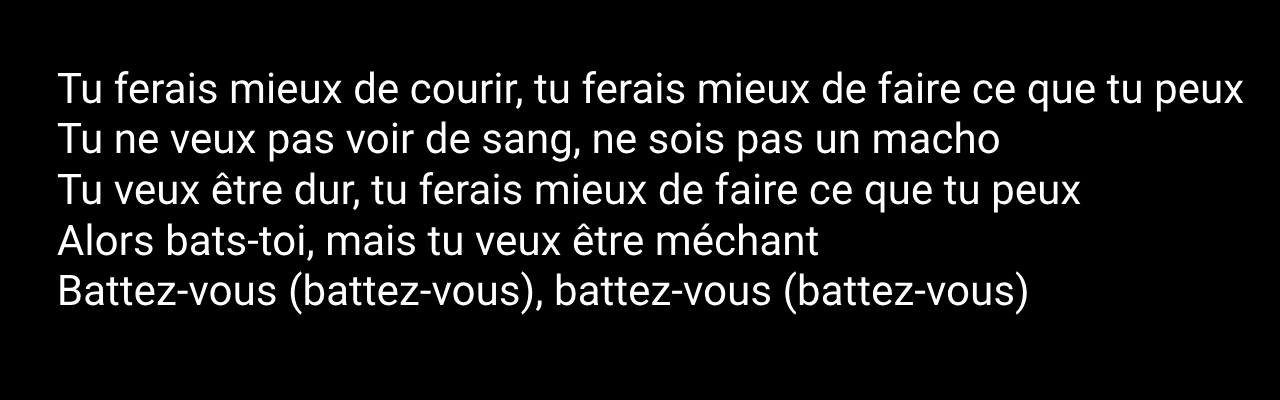 Tu ferais mieux de courir, tu ferais mieux de faire ce que tu peux
Tu ne veux pas voir de sang, ne sois pas un macho
Tu veux être dur, tu ferais mieux de faire ce que tu peux
Alors bats-toi, mais tu veux être méchant
Battez-vous (battez-vous), battez-vous (battez-vous)